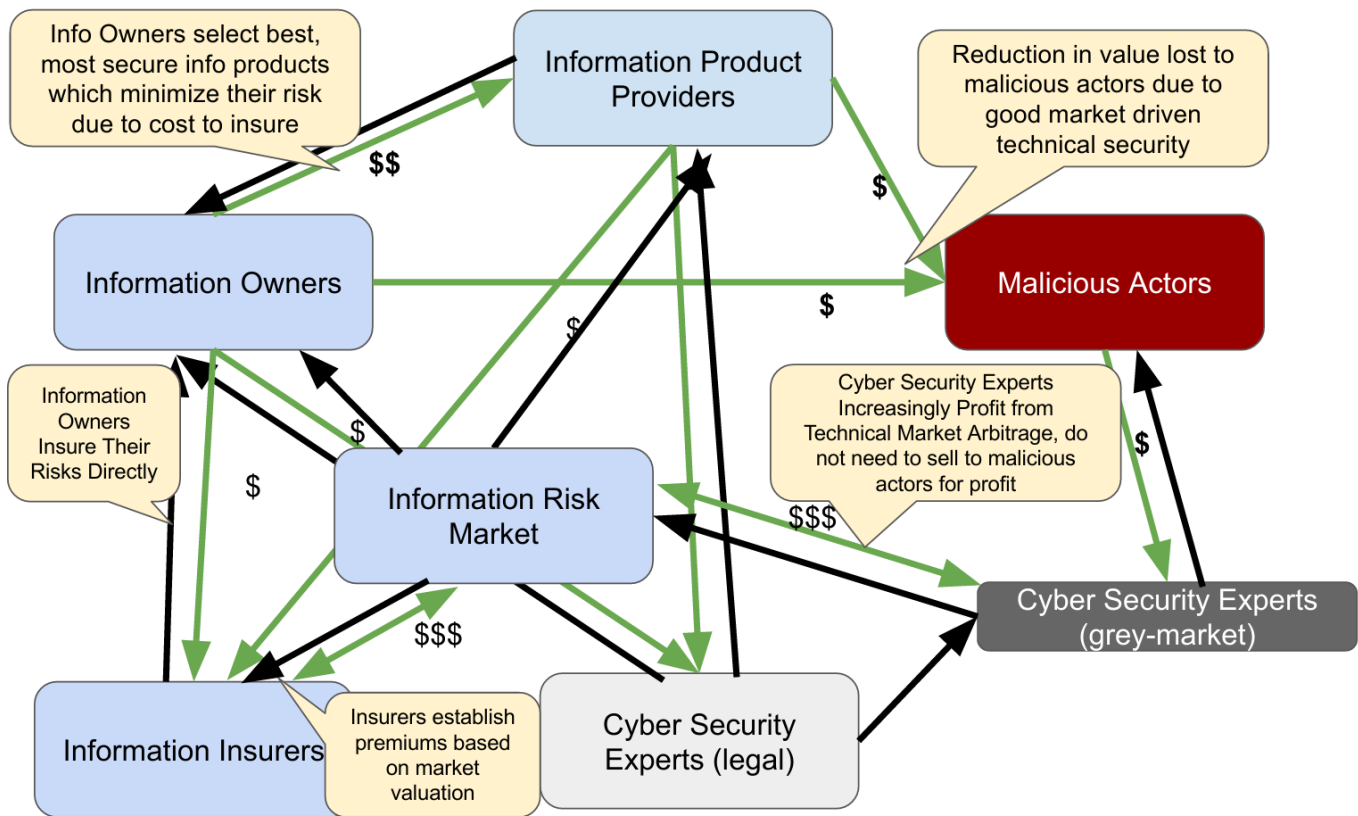 Info Owners select best,
most secure info products
which minimize their risk
due to cost to insure
Information Product
Providers
Reduction in value lost to
malicious actors due to
good market driven
technical security
$$
$
Information Owners
Malicious Actors
$
$
Information
Owners
Insure Their
Risks Directly
$
$
Cyber Security Experts
Increasingly Profit from
Technical Market Arbitrage, do
not need to sell to malicious
actors for profit
$
Information Risk
Market
$$$
Cyber Security Experts
(grey-market)
$$$
Information Insurers
Insurers establish
premiums based
on market
valuation
Cyber Security
Experts (legal)